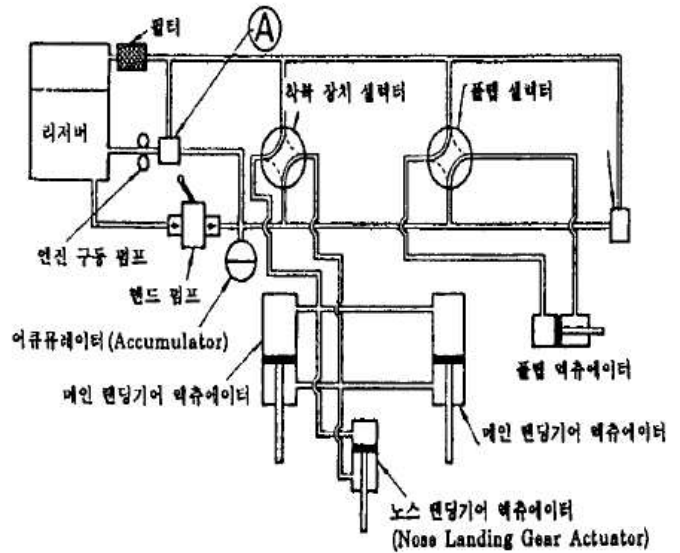 필터
A
착륙 장치 실렉터
플랩 실렉터
리저버
엔진 구동 펌프
핸드 펌프
어큐뮤레이터(Accumulator)
메인 랜딩기어 액츄에이터
플랩 액츄에이터
메인 랜딩기어 액츄에이터
노스 랜딩기어 액츄에이터
(Nose Landing Gear Actuator)